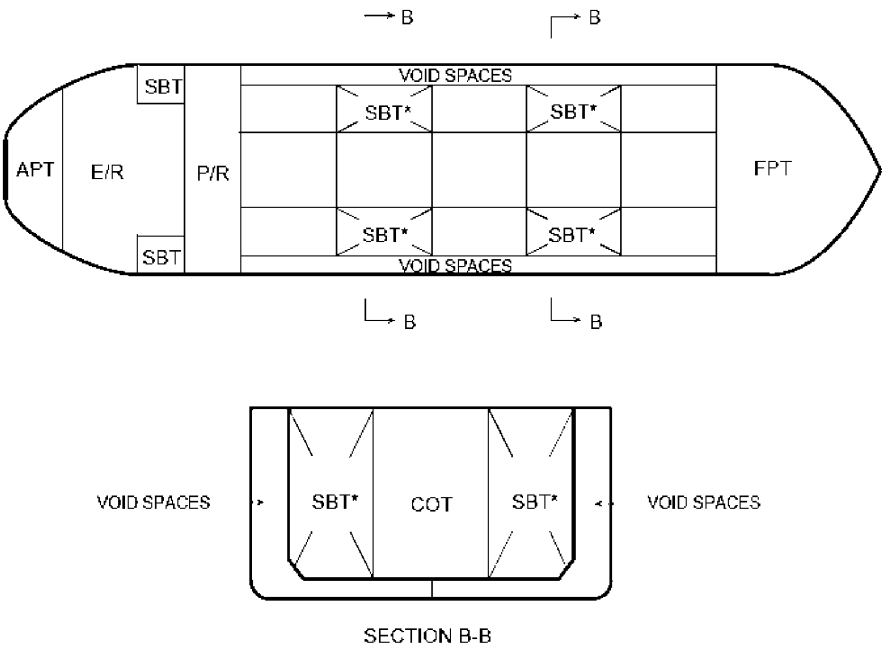 B B
VOID SPACES
SBT
SBT* SBT*
APT E/R P/R FPT
SBT* SBT*
SBT
VOID SPACES
B B
VOID SPACES SBT* COT SBT* VOID SPACES
SECTION B-B